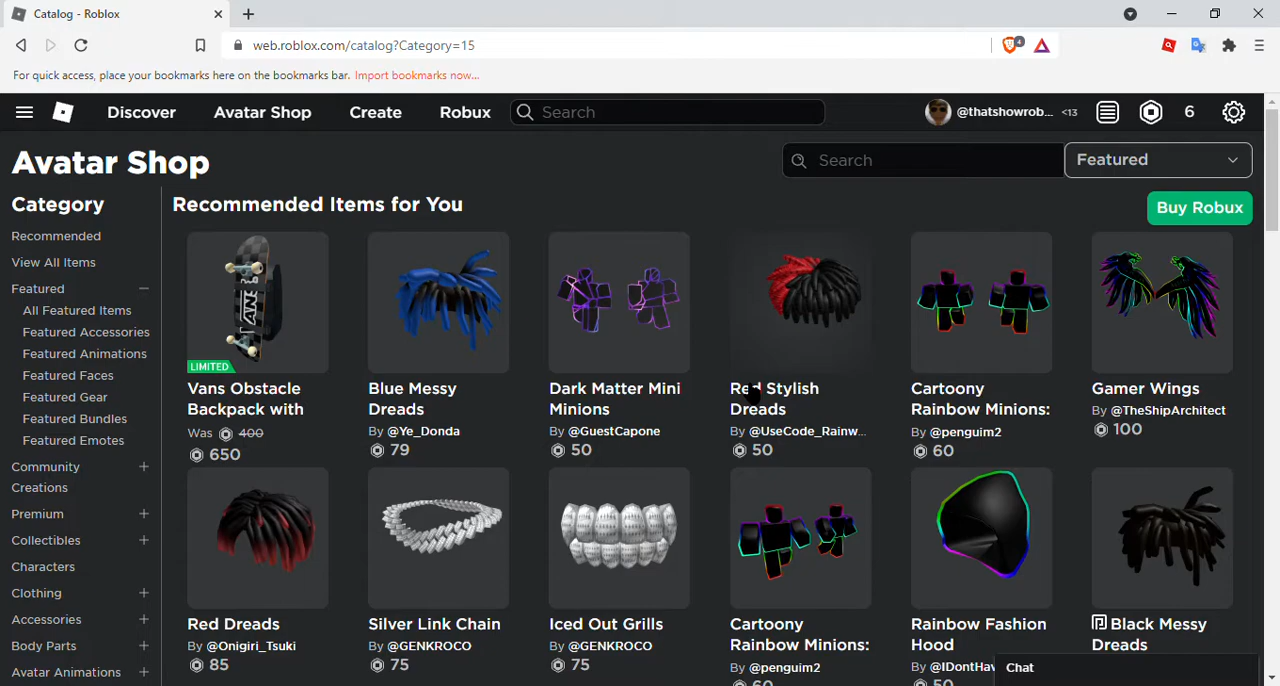 Catalog - Roblox
web.roblox.com/catalog?Category=15
4
For quick access, place your bookmarks here on the bookmarks bar. Import bookmarks now...
Discover Avatar Shop Create Robux Search @thatshowrob... <13 6
Avatar Shop
Search
Featured
Category
Recommended
View All Items
Featured
All Featured Items
Featured Accessories
Featured Animations
Featured Faces
Featured Gear
Featured Bundles
Featured Emotes
Community
Creations
Premium
Collectibles
Characters
Clothing
Accessories
Body Parts
Avatar Animations
Recommended Items for You
Buy Robux
LIMITED
Vans Obstacle
Backpack with
Was 400
650
Blue Messy
Dreads
By @Ye_Donda
79
Dark Matter Mini
Minions
By @GuestCapone
50
Red Stylish
Dreads
By @UseCode_Rainw...
50
Cartoony
Rainbow Minions:
By @penguim2
60
Gamer Wings
By @TheShipArchitect
100
Red Dreads
By @Onigiri_Tsuki
85
Silver Link Chain
By @GENKROCO
75
Iced Out Grills
By @GENKROCO
75
Cartoony
Rainbow Minions:
By @penguim2
60
Rainbow Fashion
Hood
By @IDontHav
50
Black Messy
Dreads
Chat